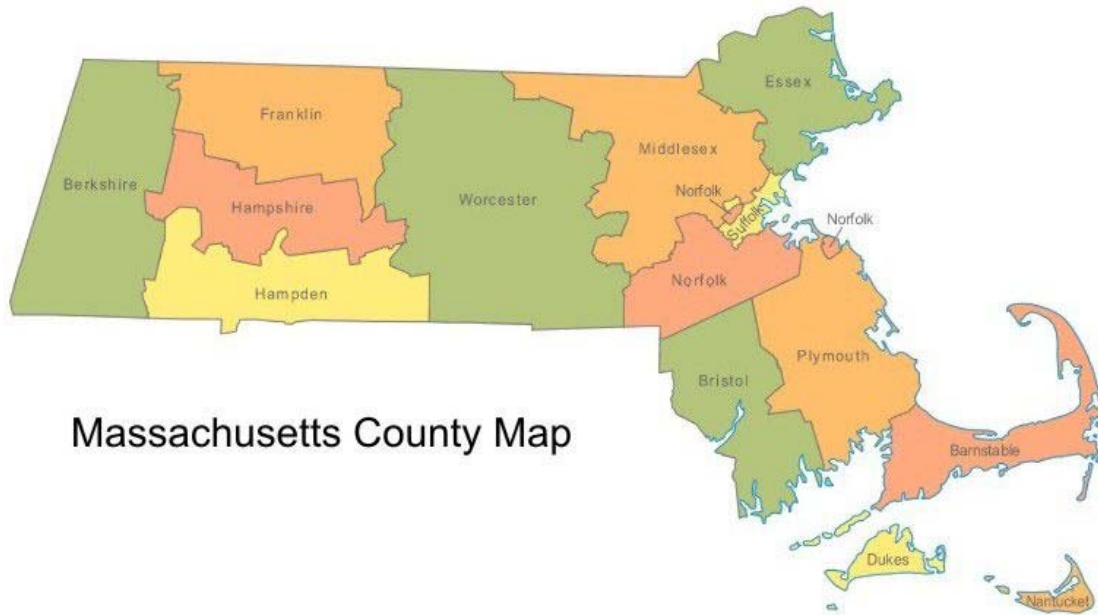 Essex
Franklin
Middlesex
Berkshire
Norfolk
Worcester
Hampshire
Suffolk
Norfolk
Norfolk
Hampden
Plymouth
Bristol
Massachusetts County Map
Barnstable
Dukes
Nantucket